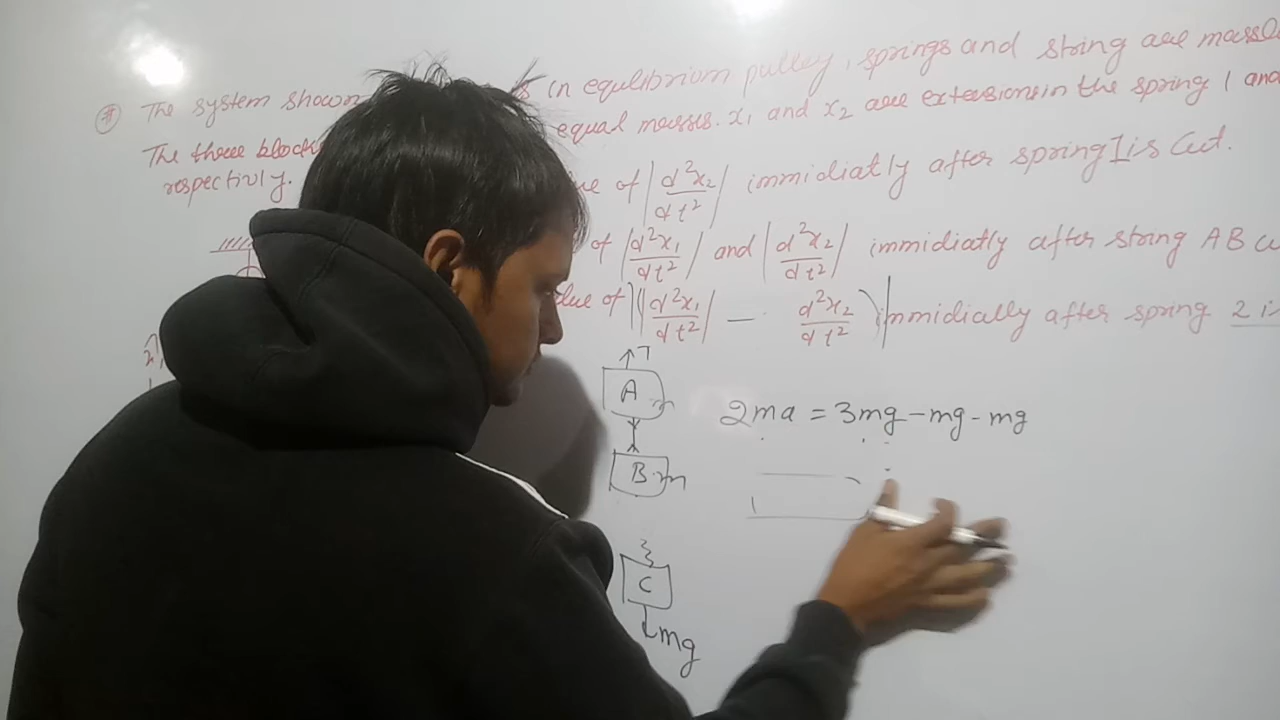 # The system shown is in equlibrium pulley, springs and string are
The three block equal masses. x₁ and x₂ are extensions in the spring 1 and
respectivly.
of |d²x₂/dt²| immidiatly after spring I is Cut.
of |d²x₁/dt²| and |d²x₂/dt²| immidiatly after string AB
of |(|d²x₁/dt²| — d²x₂/dt²)| immidially after spring 2
T
A m
2ma = 3mg - mg - mg
B m
C
mg